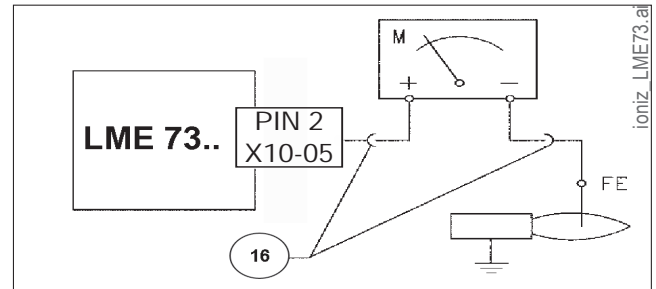 M
+ −
LME 73..
PIN 2
X10-05
FE
16
ioniz_LME73.ai